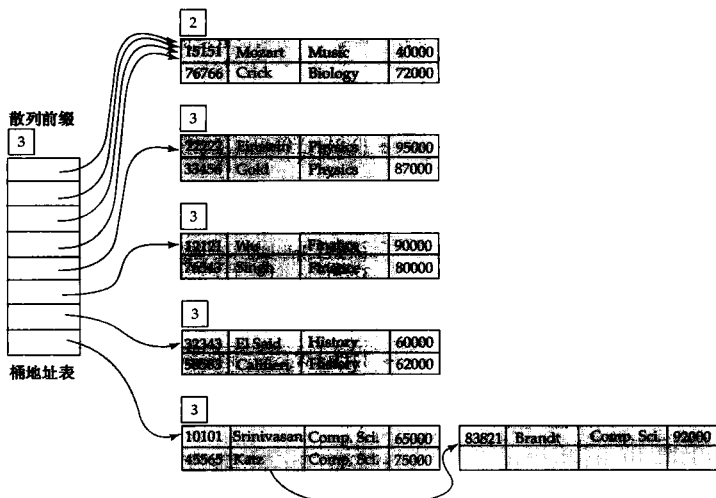 2
15151 Mozart Music 40000
76766 Crick Biology 72000
散列前缀
3
3
22222 Einstein Physics 95000
33456 Gold Physics 87000
3
12121 Wu Finance 90000
76543 Singh Finance 80000
3
32343 El Said History 60000
58583 History 62000
桶地址表
3
10101 Srinivasan Comp. Sci. 65000
45565 Katz Comp. Sci. 75000
83821 Brandt Comp. Sci. 92000